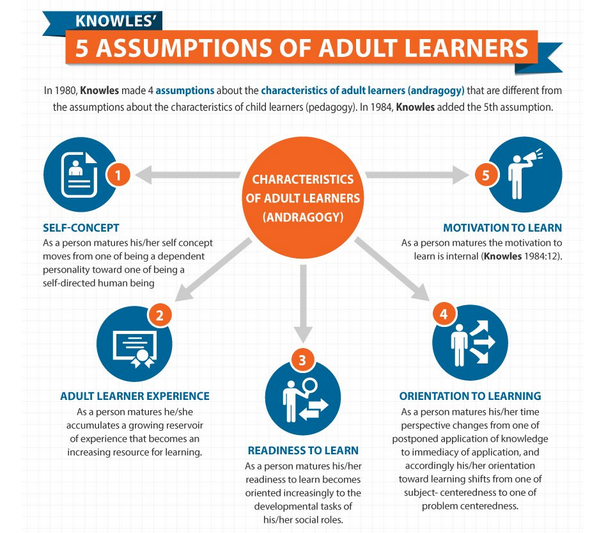 KNOWLES'
5 ASSUMPTIONS OF ADULT LEARNERS
In 1980, Knowles made 4 assumptions about the characteristics of adult learners (andragogy) that are different from
the assumptions about the characteristics of child learners (pedagogy). In 1984, Knowles added the 5th assumption.
CHARACTERISTICS
OF ADULT LEARNERS
(ANDRAGOGY)
1
SELF-CONCEPT
As a person matures his/her self concept
moves from one of being a dependent
personality toward one of being a
self-directed human being
2
ADULT LEARNER EXPERIENCE
As a person matures he/she
accumulates a growing reservoir
of experience that becomes an
increasing resource for learning.
3
READINESS TO LEARN
As a person matures his/her
readiness to learn becomes
oriented increasingly to the
developmental tasks of
his/her social roles.
4
ORIENTATION TO LEARNING
As a person matures his/her time
perspective changes from one of
postponed application of knowledge
to immediacy of application, and
accordingly his/her orientation
toward learning shifts from one of
subject- centeredness to one of
problem centeredness.
5
MOTIVATION TO LEARN
As a person matures the motivation to
learn is internal (Knowles 1984:12).